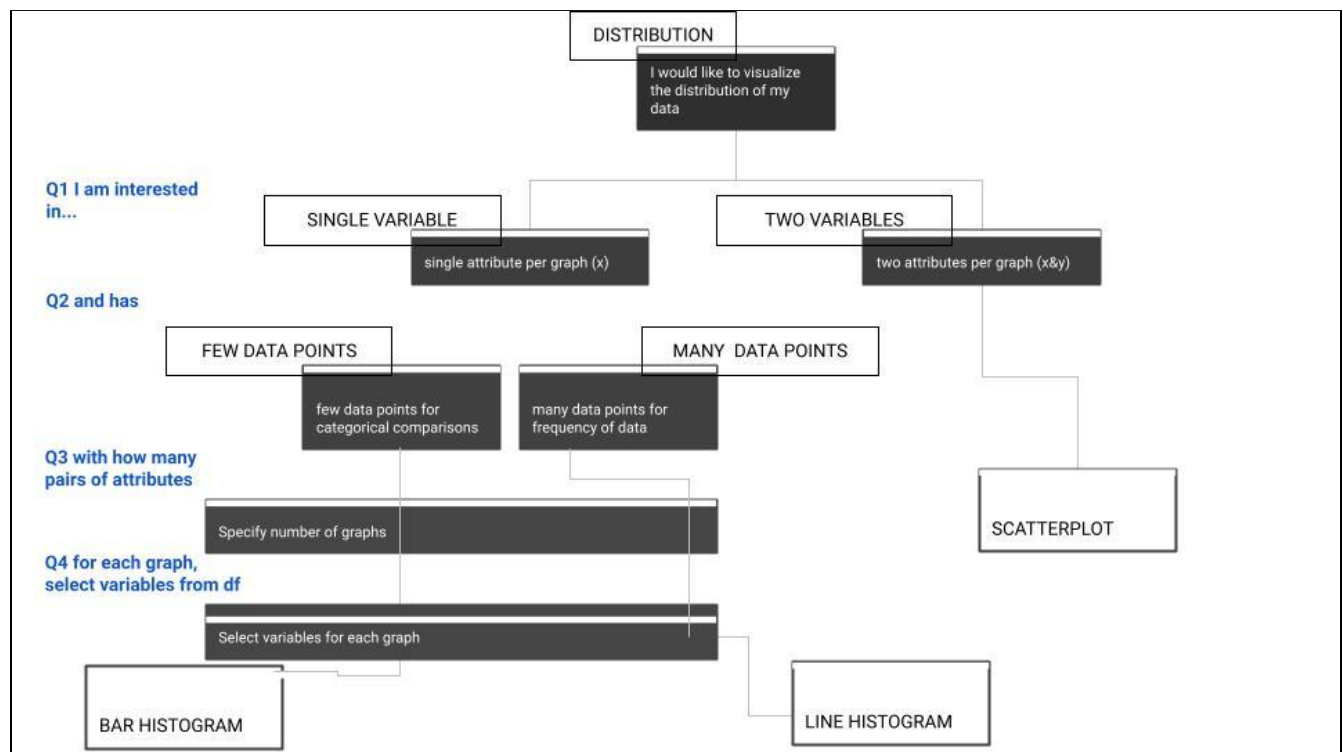 DISTRIBUTION
I would like to visualize
the distribution of my
data
Q1 I am interested
in...
SINGLE VARIABLE
TWO VARIABLES
single attribute per graph (x)
two attributes per graph (x&y)
Q2 and has
FEW DATA POINTS
MANY DATA POINTS
few data points for
categorical comparisons
many data points for
frequency of data
Q3 with how many
pairs of attributes
Specify number of graphs
SCATTERPLOT
Q4 for each graph,
select variables from df
Select variables for each graph
BAR HISTOGRAM
LINE HISTOGRAM